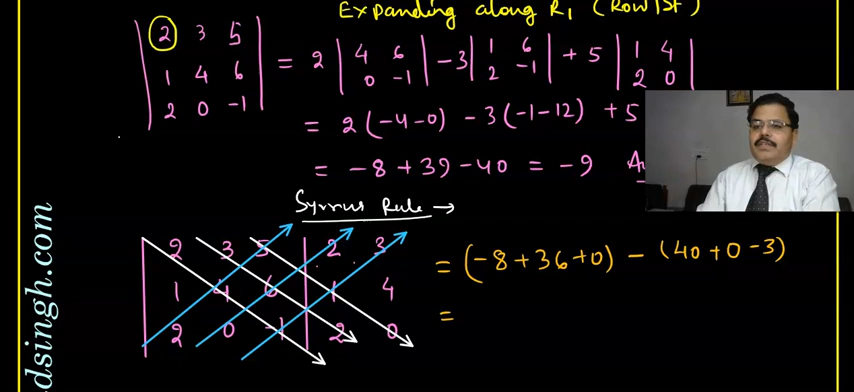 Expanding along R₁ (Row Ist)
| 2 3 5 |
| 1 4 6 |
| 2 0 -1 |
= 2 | 4 6 | - 3 | 1 6 | + 5 | 1 4 |
| 0 -1 | | 2 -1 | | 2 0 |
= 2(-4-0) - 3(-1-12) + 5
= -8 + 39 - 40 = -9
Syrrus Rule →
| 2 3 5 | 2 3
| 1 4 6 | 1 4
| 2 0 -1 | 2 0
= (-8+36+0) - (40+0-3)
=
dsingh.com